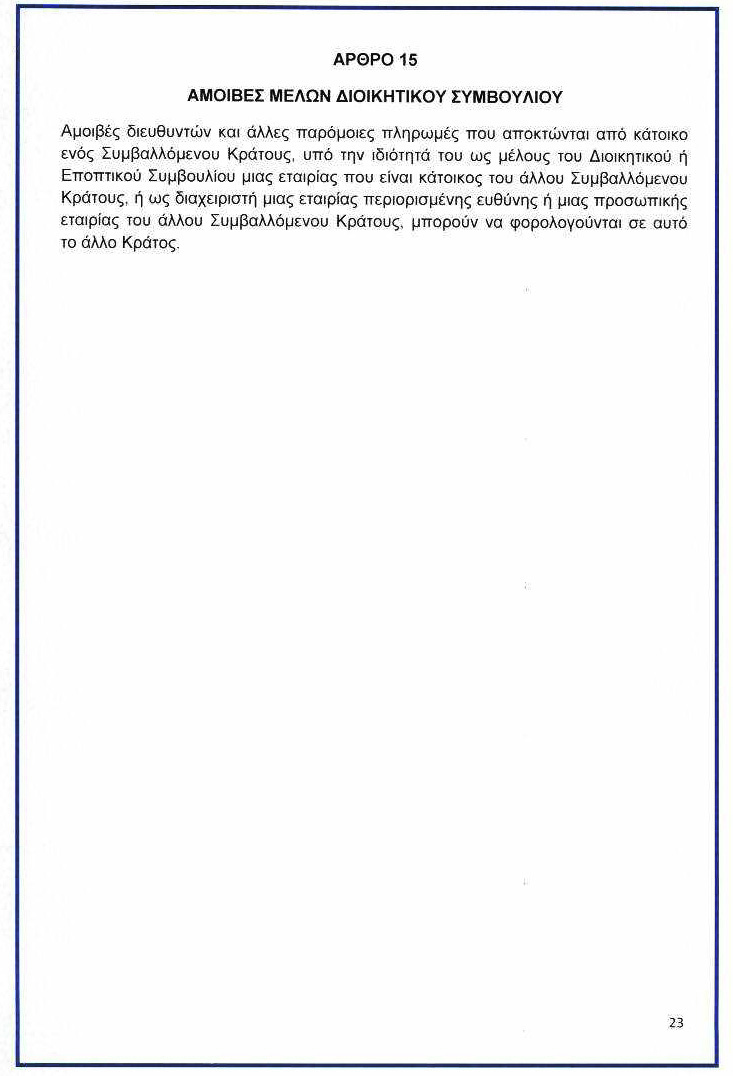 ΑΡΘΡΟ 15
ΑΜΟΙΒΕΣ ΜΕΛΩΝ ΔΙΟΙΚΗΤΙΚΟΥ ΣΥΜΒΟΥΛΙΟΥ
Αμοιβές διευθυντών και άλλες παρόμοιες πληρωμές που αποκτώνται από κάτοικο
ενός Συμβαλλόμενου Κράτους, υπό την ιδιότητά του ως μέλους του Διοικητικού ή
Εποπτικού Συμβουλίου μιας εταιρίας που είναι κάτοικος του άλλου Συμβαλλόμενου
Κράτους, ή ως διαχειριστή μιας εταιρίας περιορισμένης ευθύνης ή μιας προσωπικής
εταιρίας του άλλου Συμβαλλόμενου Κράτους, μπορούν να φορολογούνται σε αυτό
το άλλο Κράτος.
23